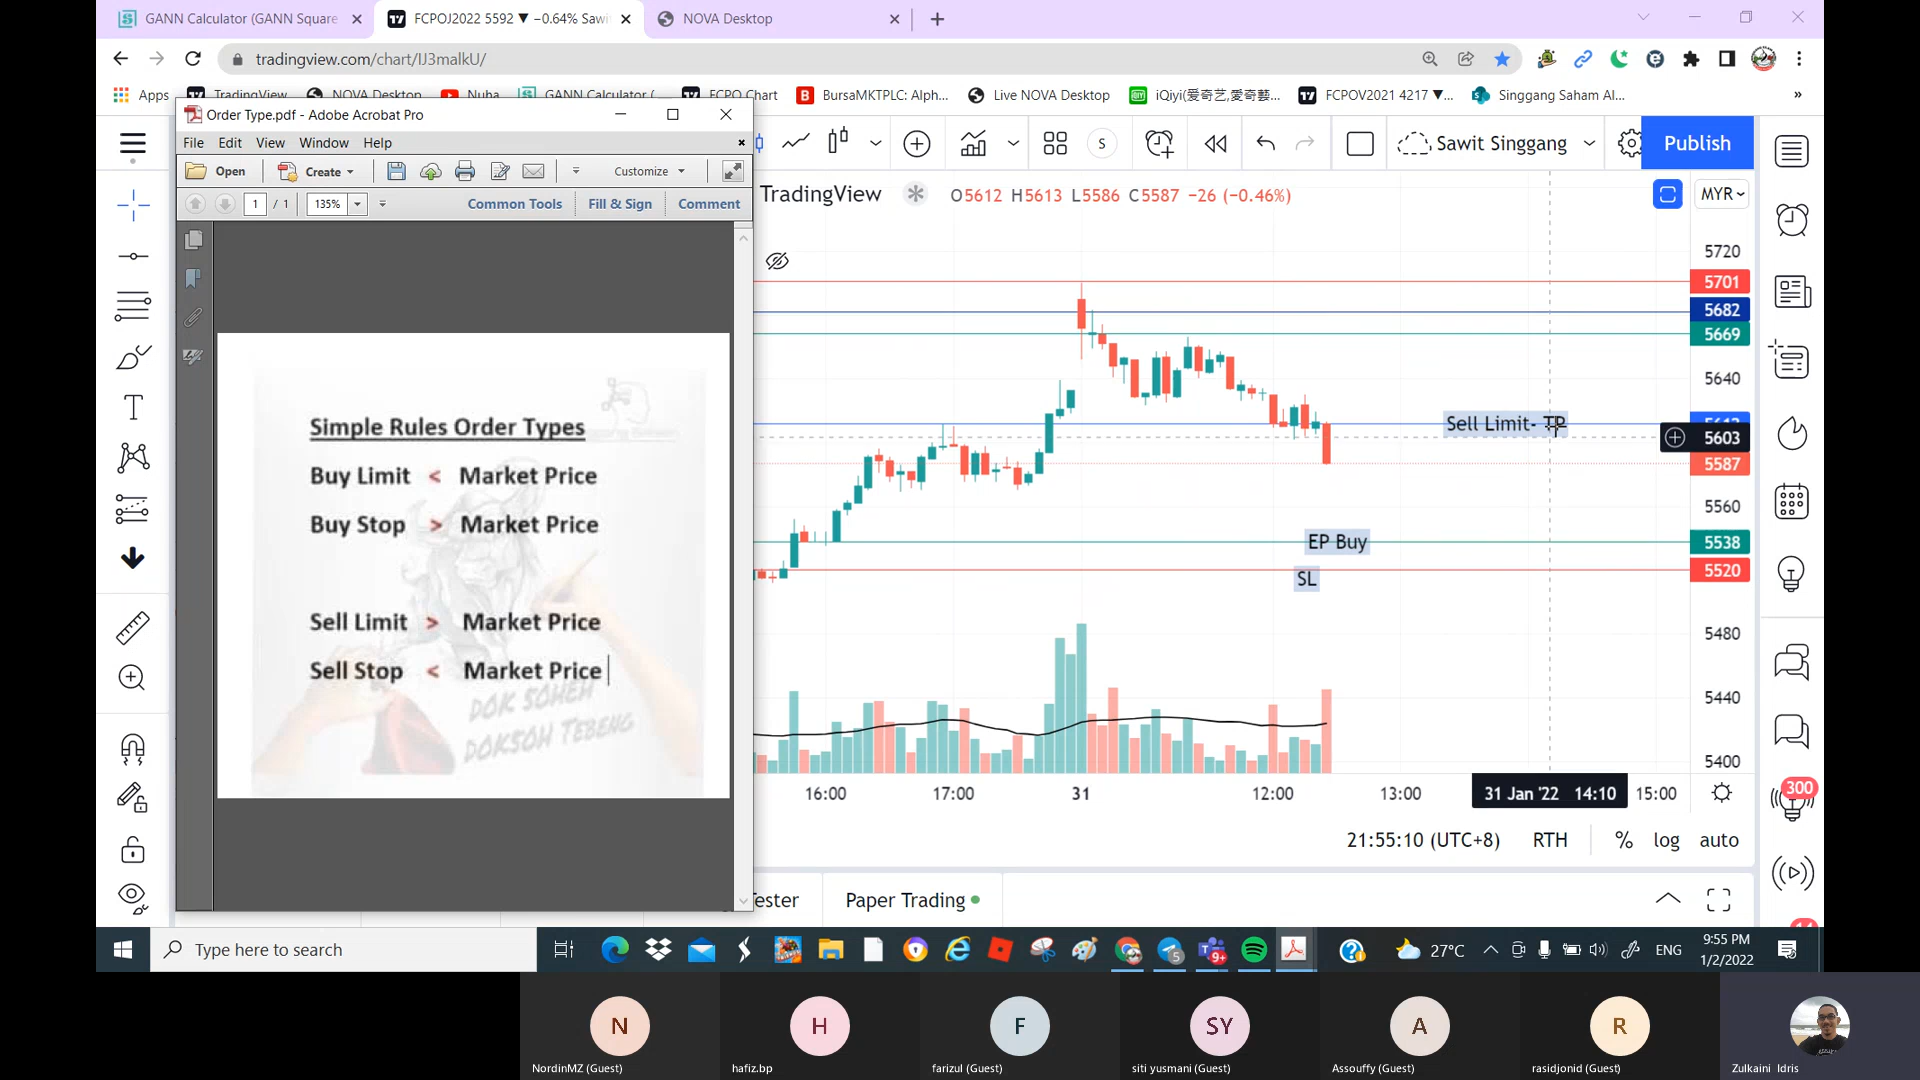 GANN Calculator (GANN Square
FCPOJ2022 5592 ▼ −0.64% Sawi
NOVA Desktop
tradingview.com/chart/IJ3malkU/
Apps
TradingView
NOVA Desktop
Nuha
GANN Calculator (
FCPO Chart
BursaMKTPLC: Alph...
Live NOVA Desktop
iQiyi(爱奇艺,愛奇藝...
FCPOV2021 4217 ▼...
Singgang Saham Al...
»
Order Type.pdf - Adobe Acrobat Pro
File Edit View Window Help
Open
Create
Customize
1 / 1
135%
Common Tools
Fill & Sign
Comment
Simple Rules Order Types
Buy Limit < Market Price
Buy Stop > Market Price
Sell Limit > Market Price
Sell Stop < Market Price
DOK SOHEH
DOKSOH TEBENG
S
Sawit Singgang
Publish
TradingView
O5612 H5613 L5586 C5587 −26 (−0.46%)
MYR
5720
5701
5682
5669
5640
Sell Limit- TP
5603
5587
5560
EP Buy
5538
5520
SL
5480
5440
5400
16:00
17:00
31
12:00
13:00
31 Jan '22 14:10
15:00
300
21:55:10 (UTC+8)
RTH
%
log
auto
ester
Paper Trading
Type here to search
5
9+
27°C
ENG
9:55 PM
1/2/2022
N
H
F
SY
A
R
NordinMZ (Guest)
hafiz.bp
farizul (Guest)
siti yusmani (Guest)
Assouffy (Guest)
rasidjonid (Guest)
Zulkaini Idris